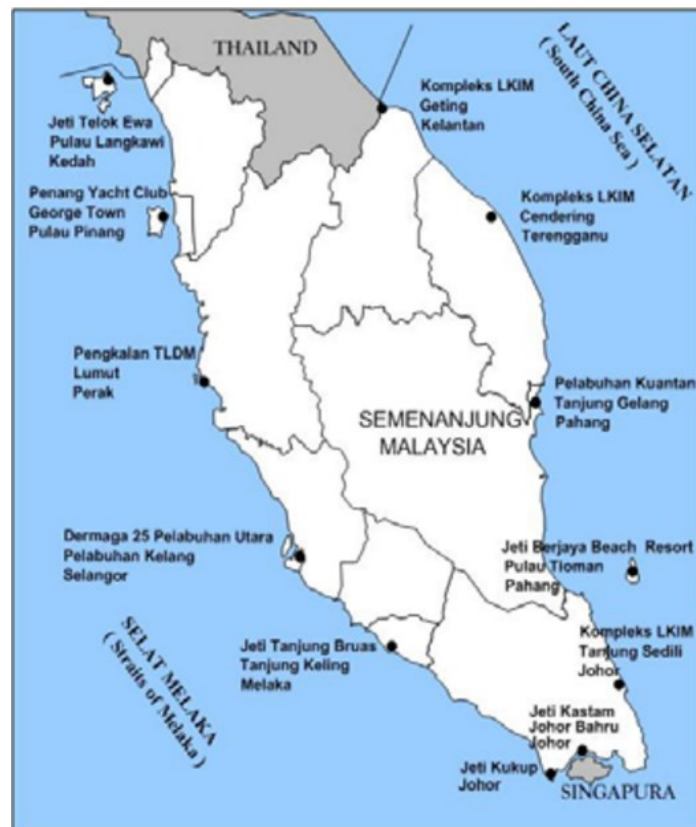 THAILAND
LAUT CHINA SELATAN
( South China Sea )
Kompleks LKIM
Geting
Kelantan
Jeti Telok Ewa
Pulau Langkawi
Kedah
Penang Yacht Club
George Town
Pulau Pinang
Kompleks LKIM
Cendering
Terengganu
Pengkalan TLDM
Lumut
Perak
Pelabuhan Kuantan
Tanjung Gelang
Pahang
SEMENANJUNG
MALAYSIA
Dermaga 25 Pelabuhan Utara
Pelabuhan Kelang
Selangor
Jeti Berjaya Beach Resort
Pulau Tioman
Pahang
SELAT MELAKA
( Straits of Melaka )
Jeti Tanjung Bruas
Tanjung Keling
Melaka
Kompleks LKIM
Tanjung Sedili
Johor
Jeti Kastam
Johor Bahru
Johor
Jeti Kukup
Johor
SINGAPURA